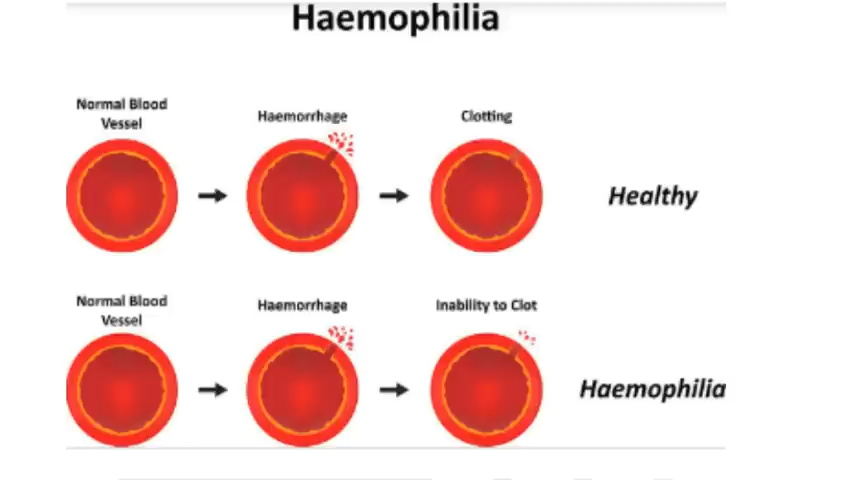 Haemophilia
Normal Blood
Vessel
Haemorrhage
Clotting
Healthy
Normal Blood
Vessel
Haemorrhage
Inability to Clot
Haemophilia